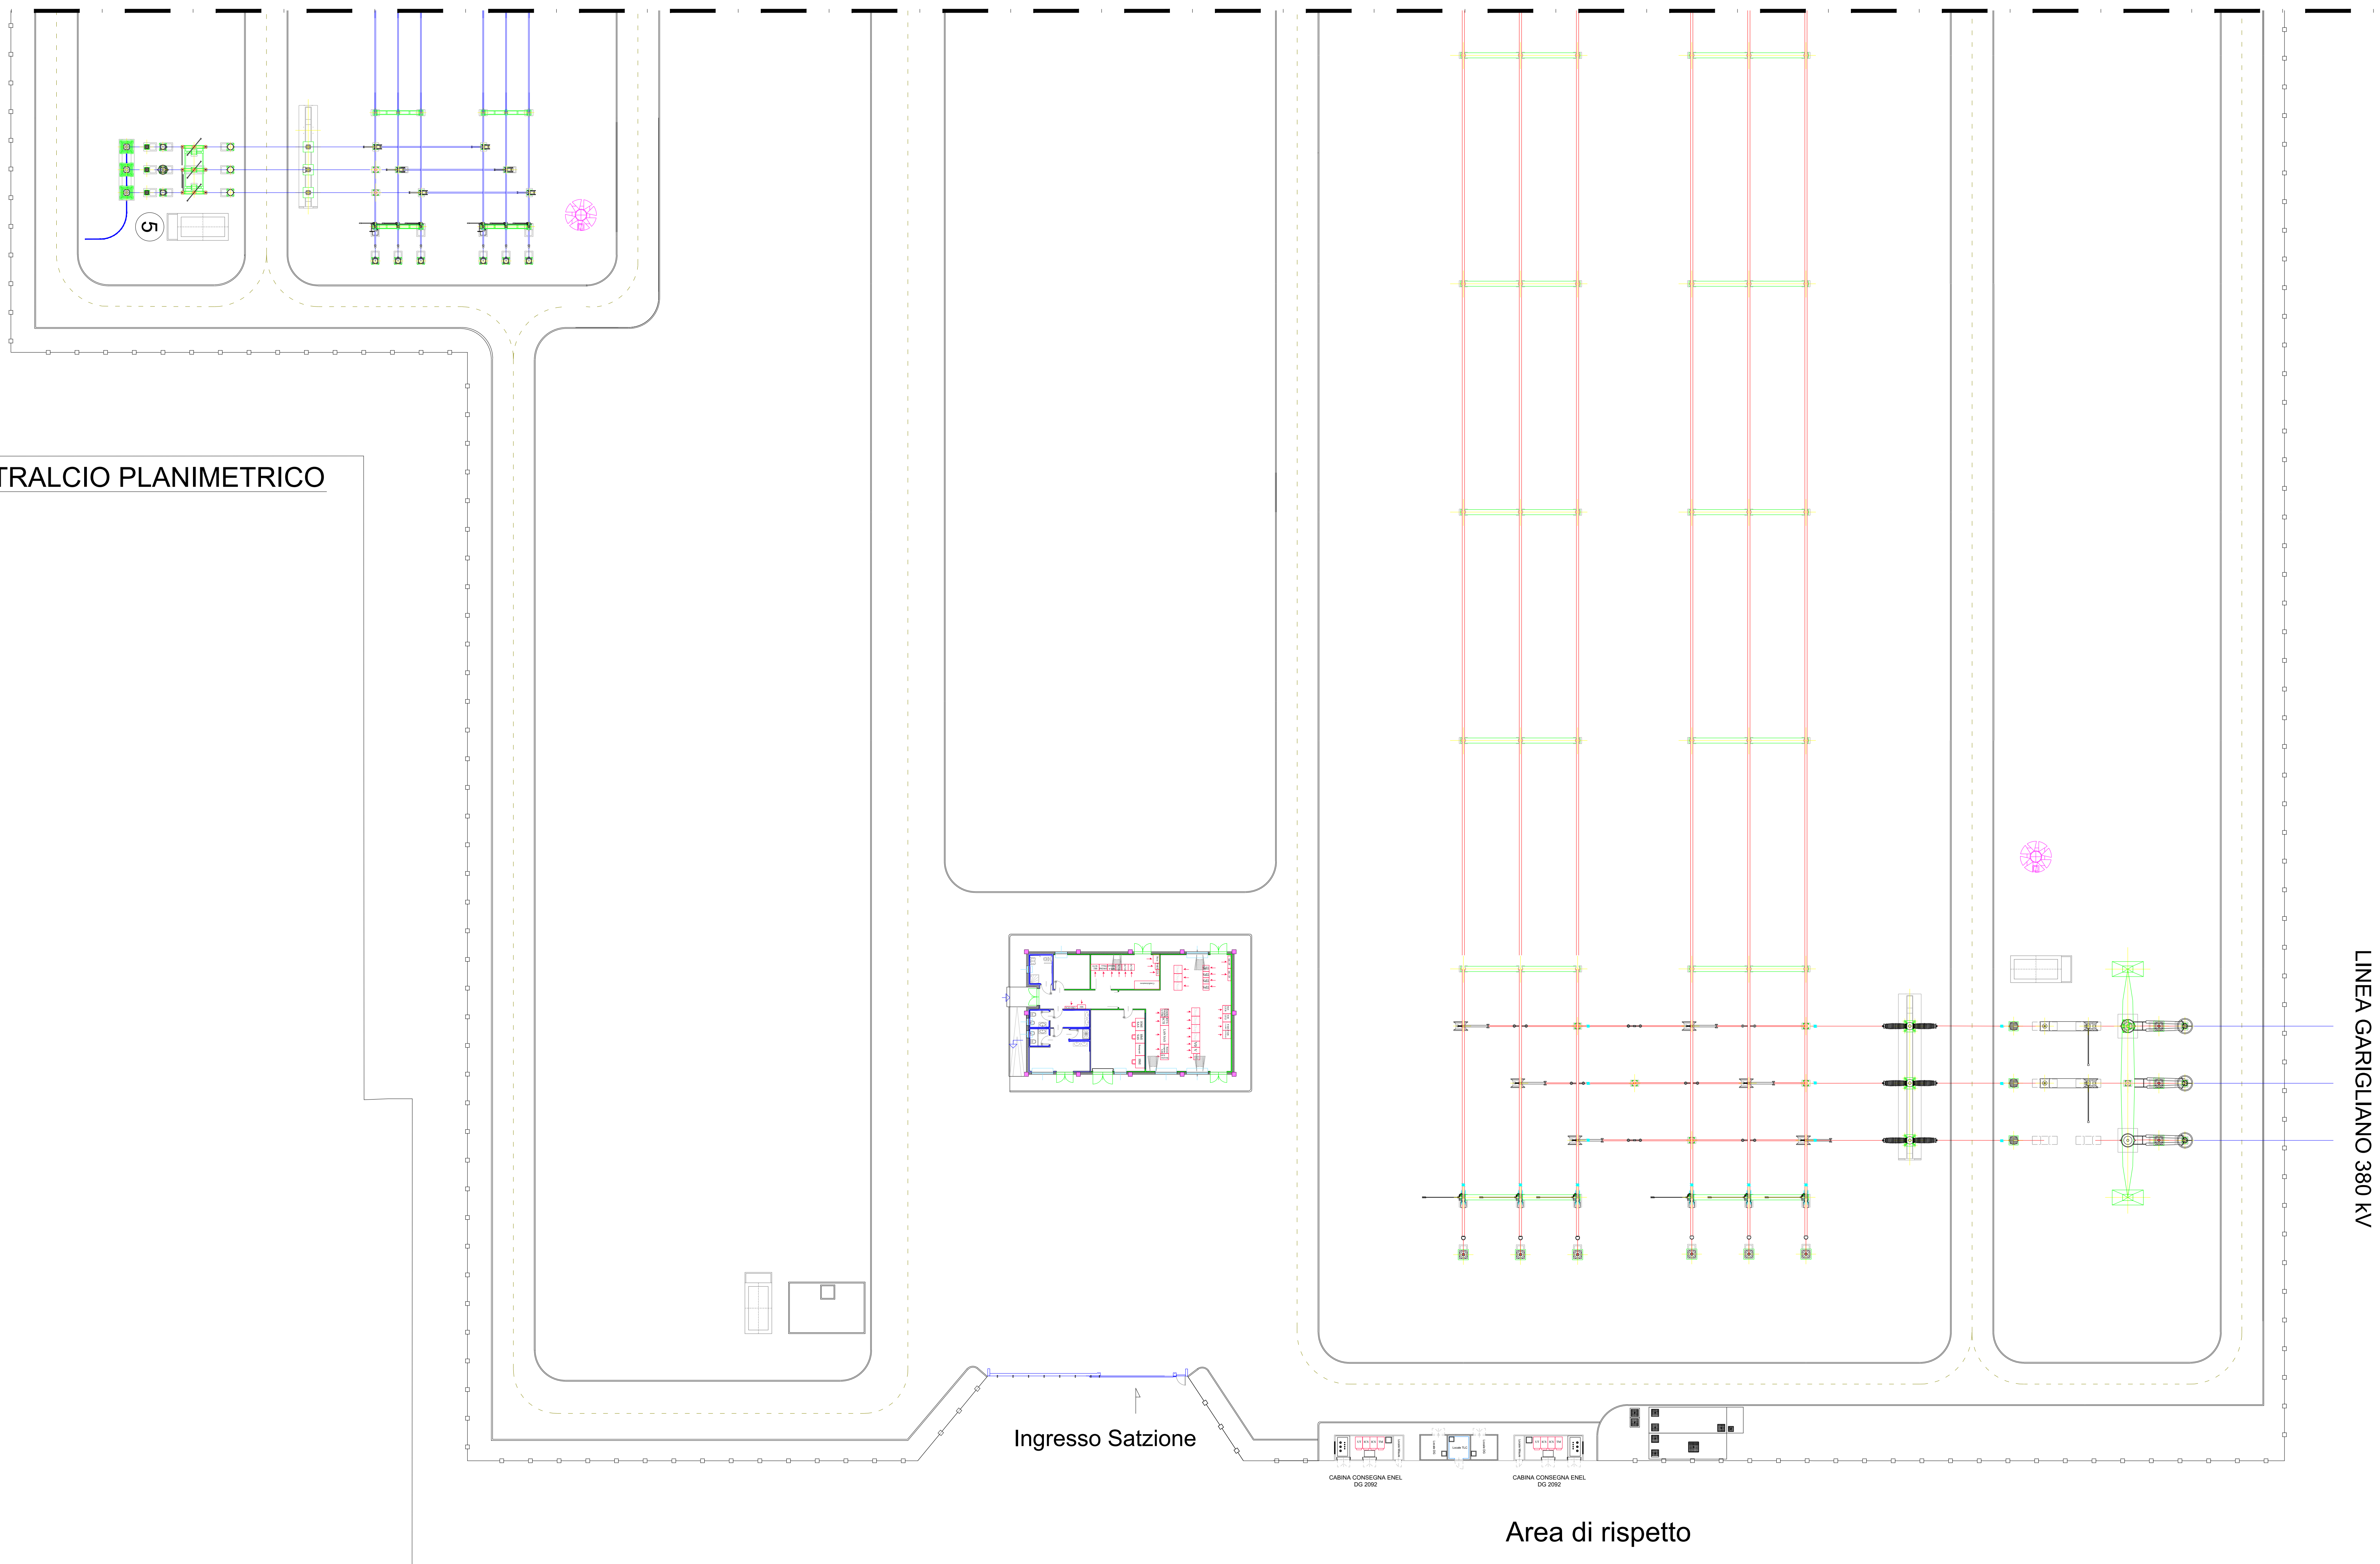 5
TRALCIO PLANIMETRICO
LINEA GARIGLIANO 380 kV
Ingresso Satzione
CABINA CONSEGNA ENEL
DG 2092
CABINA CONSEGNA ENEL
DG 2092
Area di rispetto